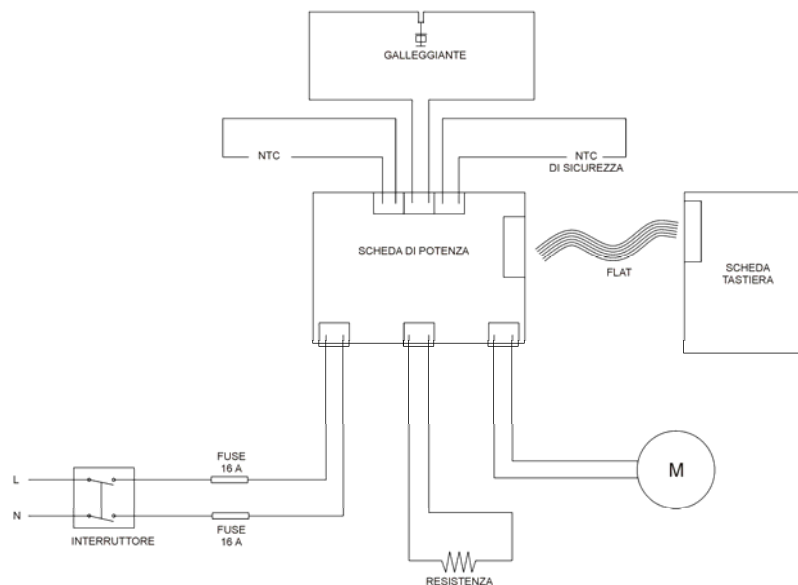 GALLEGGIANTE
NTC
NTC
DI SICUREZZA
SCHEDA DI POTENZA
FLAT
SCHEDA
TASTIERA
FUSE
16 A
L
N
FUSE
16 A
INTERRUTTORE
M
RESISTENZA